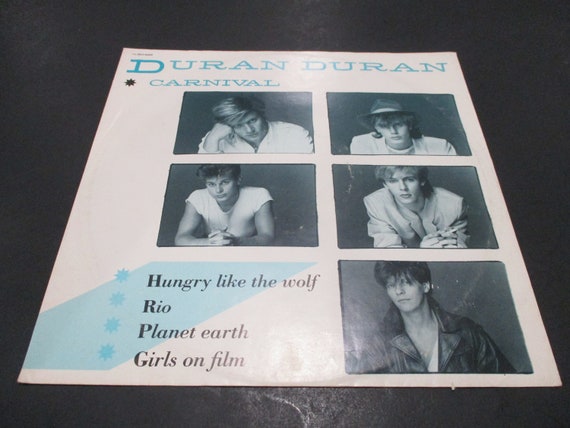 DURAN DURAN
CARNIVAL
Hungry like the wolf
Rio
Planet earth
Girls on film